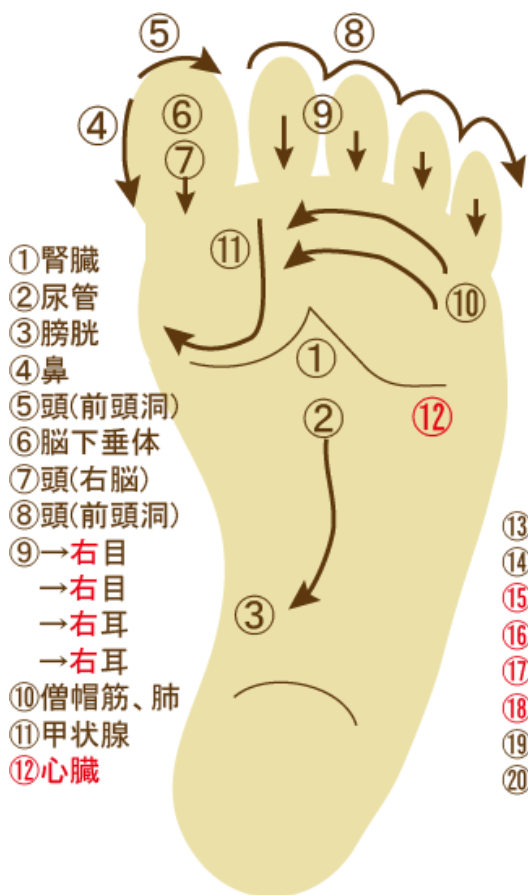 ⑤
⑧
④
⑥
⑨
⑦
⑪
⑩
①
⑫
②
③
①腎臓
②尿管
③膀胱
④鼻
⑤頭(前頭洞)
⑥脳下垂体
⑦頭(右脳)
⑧頭(前頭洞)
⑨→右目
→右目
→右耳
→右耳
⑩僧帽筋、肺
⑪甲状腺
⑫心臓
⑬
⑭
⑮
⑯
⑰
⑱
⑲
⑳